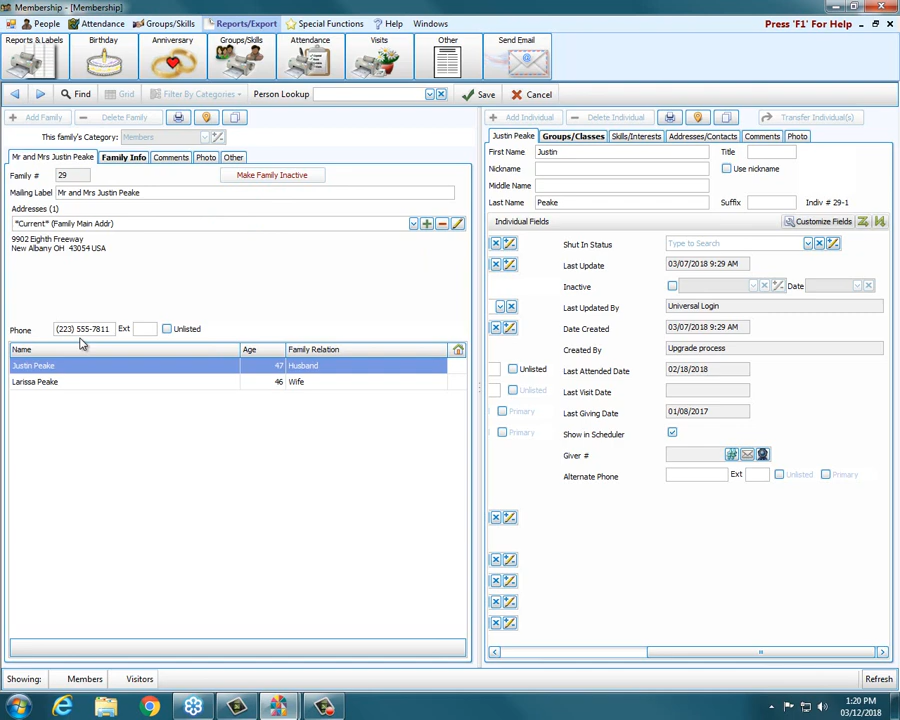 Membership - [Membership]
People Attendance Groups/Skills Reports/Export Special Functions Help Windows Press 'F1' For Help
Reports & Labels Birthday Anniversary Groups/Skills Attendance Visits Other Send Email
Find Grid Filter By Categories Person Lookup Save Cancel
Add Family Delete Family
This family's Category: Members
Mr and Mrs Justin Peake Family Info Comments Photo Other
Family # 29 Make Family Inactive
Mailing Label Mr and Mrs Justin Peake
Addresses (1)
*Current* (Family Main Addr)
9902 Eighth Freeway
New Albany OH 43054 USA
Phone (223) 555-7811 Ext Unlisted
Name Age Family Relation
Justin Peake 47 Husband
Larissa Peake 46 Wife
Add Individual Delete Individual Transfer Individual(s)
Justin Peake Groups/Classes Skills/Interests Addresses/Contacts Comments Photo
First Name Justin Title
Nickname Use nickname
Middle Name
Last Name Peake Suffix Indiv # 29-1
Individual Fields Customize Fields
Shut In Status Type to Search
Last Update 03/07/2018 9:29 AM
Inactive Date
Last Updated By Universal Login
Date Created 03/07/2018 9:29 AM
Created By Upgrade process
Unlisted Last Attended Date 02/18/2018
Unlisted Last Visit Date
Primary Last Giving Date 01/08/2017
Primary Show in Scheduler
Giver #
Alternate Phone Ext Unlisted Primary
Showing: Members Visitors Refresh
1:20 PM
03/12/2018